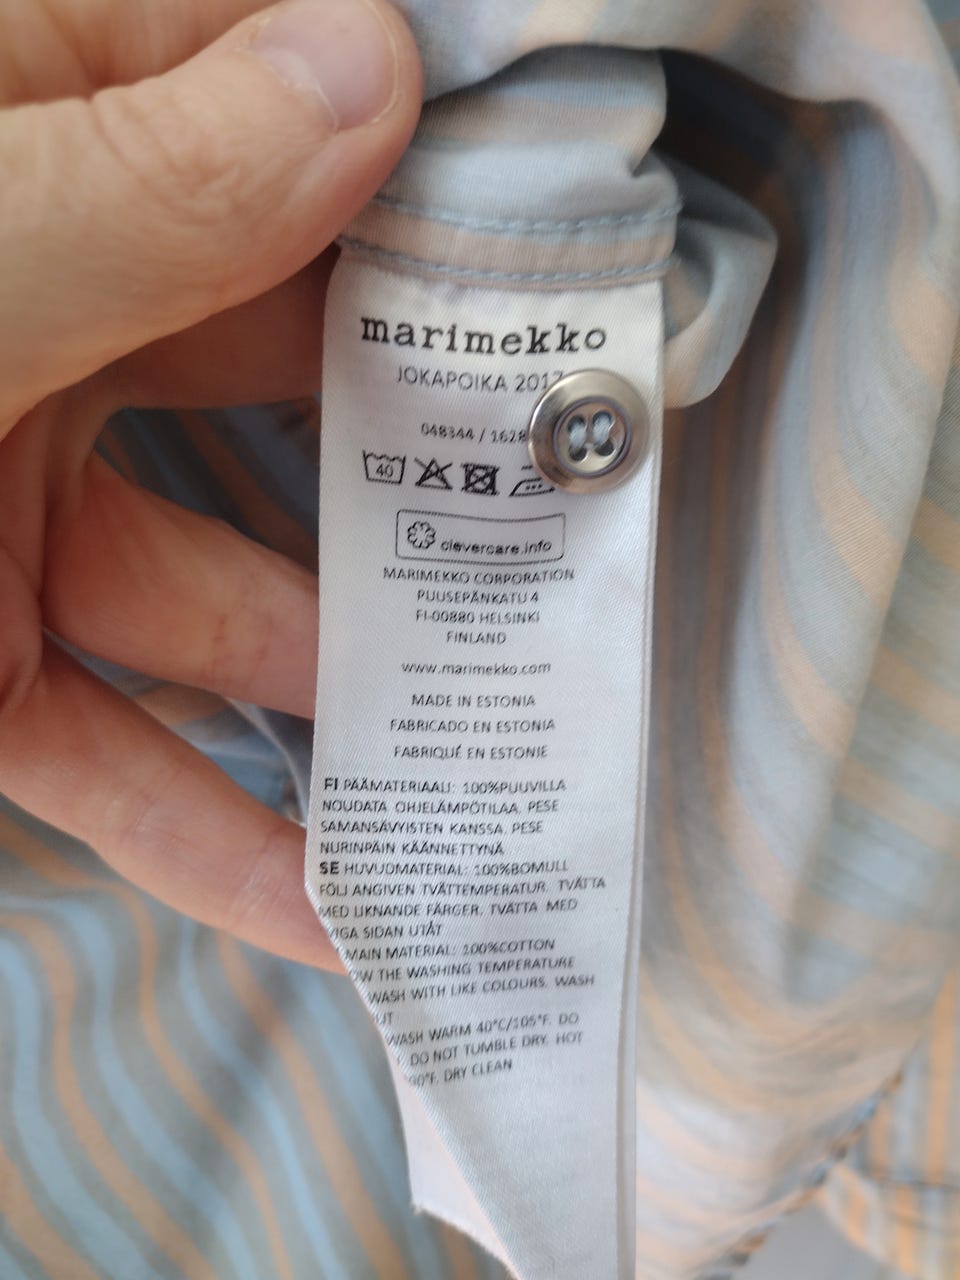 marimekko
JOKAPOIKA 2017
048344 / 1628
40
clevercare.info
MARIMEKKO CORPORATION
PUUSEPÄNKATU 4
FI-00880 HELSINKI
FINLAND
www.marimekko.com
MADE IN ESTONIA
FABRICADO EN ESTONIA
FABRIQUÉ EN ESTONIE
FI PÄÄMATERIAALI: 100%PUUVILLA
NOUDATA OHJELÄMPÖTILAA. PESE
SAMANSÄVYISTEN KANSSA. PESE
NURINPÄIN KÄÄNNETTYNÄ
SE HUVUDMATERIAL: 100%BOMULL
FÖLJ ANGIVEN TVÄTTEMPERATUR. TVÄTTA
MED LIKNANDE FÄRGER. TVÄTTA MED
VIGA SIDAN UTÅT
MAIN MATERIAL: 100%COTTON
OW THE WASHING TEMPERATURE
WASH WITH LIKE COLOURS. WASH
UT
WASH WARM 40°C/105°F. DO
DO NOT TUMBLE DRY. HOT
00°F. DRY CLEAN